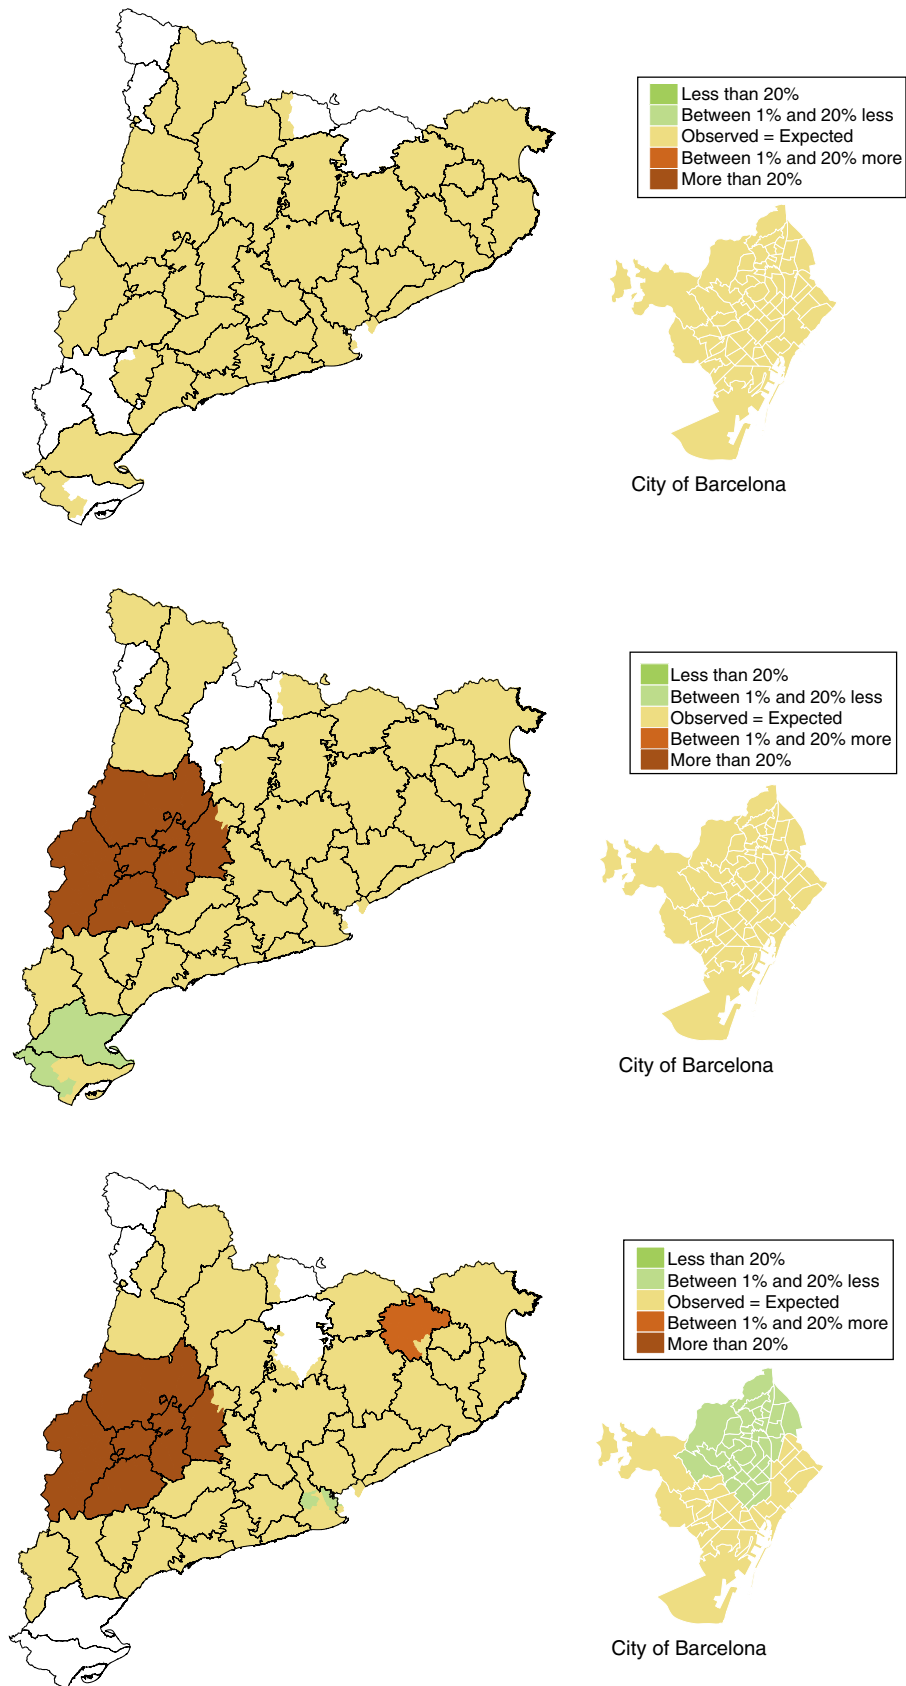 Less than 20%
Between 1% and 20% less
Observed = Expected
Between 1% and 20% more
More than 20%
City of Barcelona
Less than 20%
Between 1% and 20% less
Observed = Expected
Between 1% and 20% more
More than 20%
City of Barcelona
Less than 20%
Between 1% and 20% less
Observed = Expected
Between 1% and 20% more
More than 20%
City of Barcelona